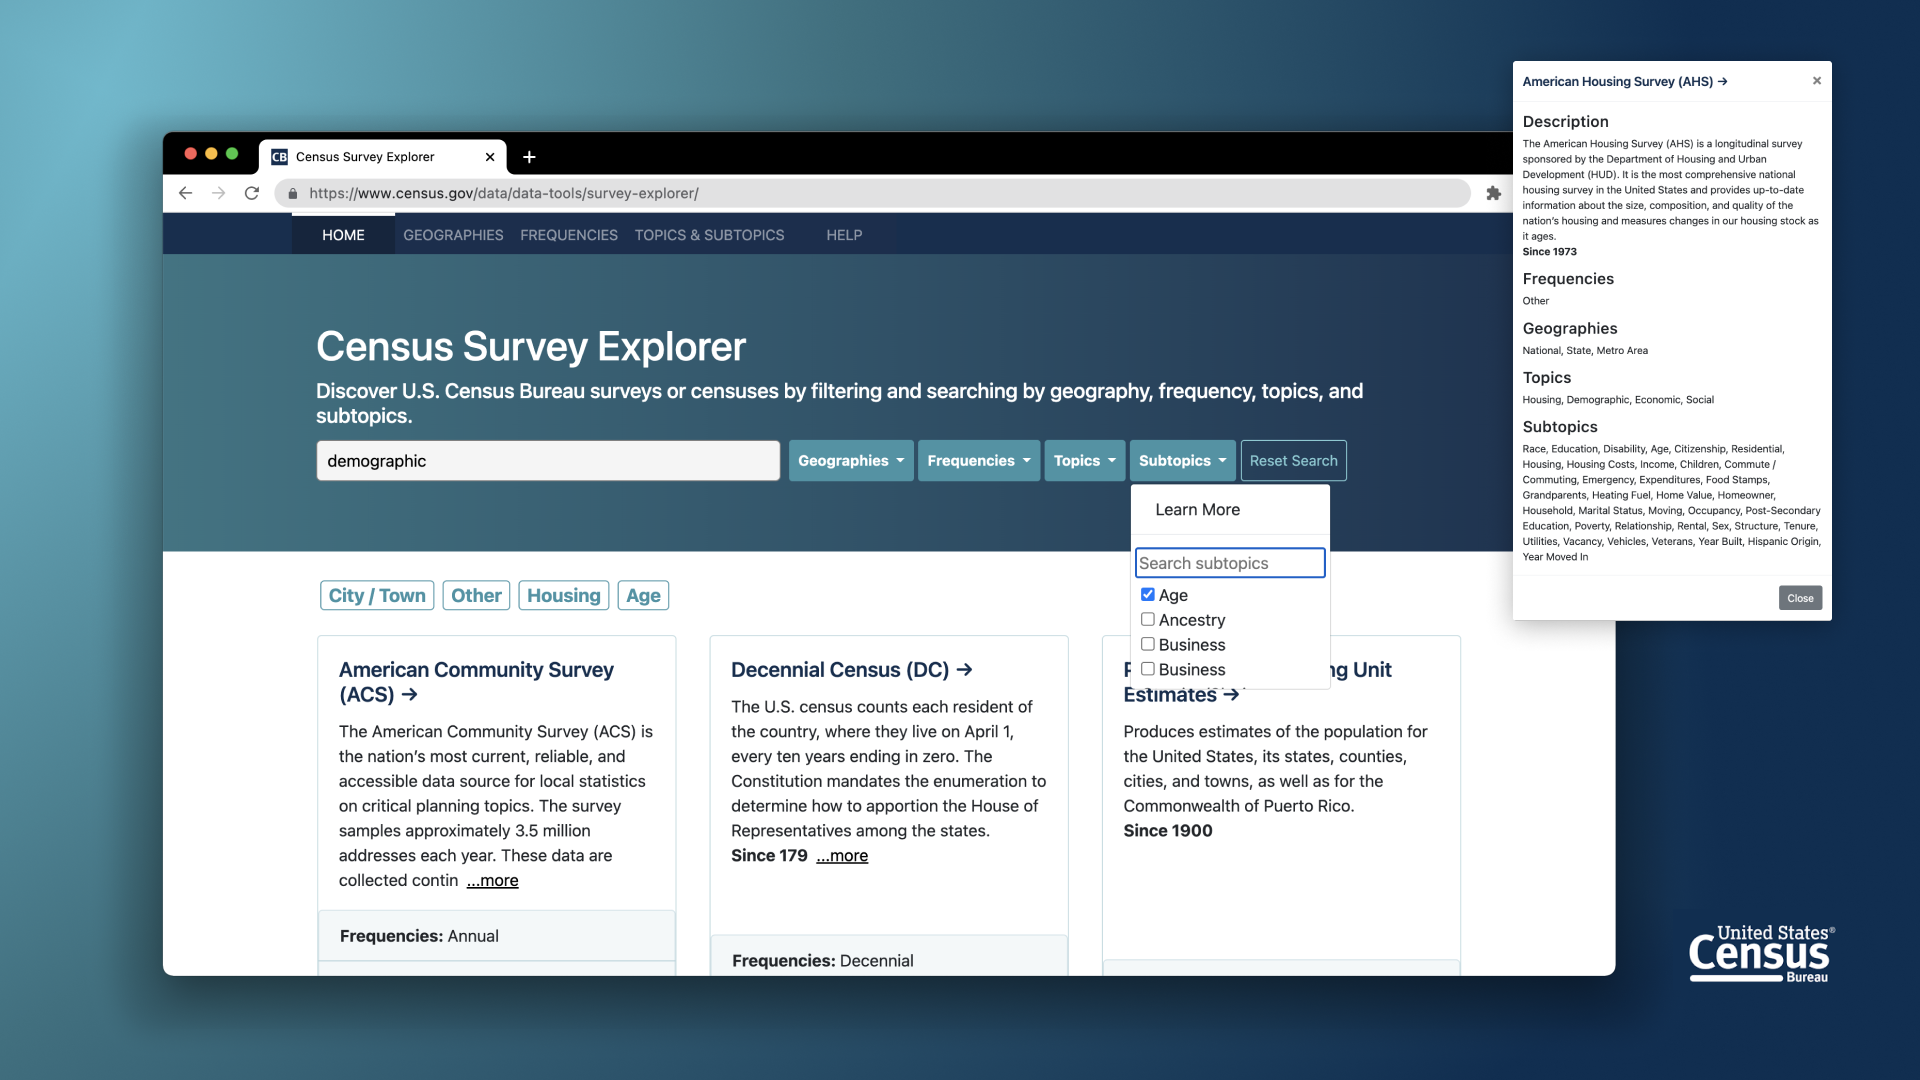 CB Census Survey Explorer
https://www.census.gov/data/data-tools/survey-explorer/
HOME GEOGRAPHIES FREQUENCIES TOPICS & SUBTOPICS HELP
Census Survey Explorer
Discover U.S. Census Bureau surveys or censuses by filtering and searching by geography, frequency, topics, and
subtopics.
demographic
Geographies Frequencies Topics Subtopics Reset Search
Learn More
Search subtopics
Age
Ancestry
Business
Business
City / Town Other Housing Age
American Community Survey
(ACS) →
The American Community Survey (ACS) is
the nation's most current, reliable, and
accessible data source for local statistics
on critical planning topics. The survey
samples approximately 3.5 million
addresses each year. These data are
collected contin ...more
Frequencies: Annual
Decennial Census (DC) →
The U.S. census counts each resident of
the country, where they live on April 1,
every ten years ending in zero. The
Constitution mandates the enumeration to
determine how to apportion the House of
Representatives among the states.
Since 179 ...more
Frequencies: Decennial
Unit
Estimates →
Produces estimates of the population for
the United States, its states, counties,
cities, and towns, as well as for the
Commonwealth of Puerto Rico.
Since 1900
American Housing Survey (AHS) →
Description
The American Housing Survey (AHS) is a longitudinal survey
sponsored by the Department of Housing and Urban
Development (HUD). It is the most comprehensive national
housing survey in the United States and provides up-to-date
information about the size, composition, and quality of the
nation's housing and measures changes in our housing stock as
it ages.
Since 1973
Frequencies
Other
Geographies
National, State, Metro Area
Topics
Housing, Demographic, Economic, Social
Subtopics
Race, Education, Disability, Age, Citizenship, Residential,
Housing, Housing Costs, Income, Children, Commute /
Commuting, Emergency, Expenditures, Food Stamps,
Grandparents, Heating Fuel, Home Value, Homeowner,
Household, Marital Status, Moving, Occupancy, Post-Secondary
Education, Poverty, Relationship, Rental, Sex, Structure, Tenure,
Utilities, Vacancy, Vehicles, Veterans, Year Built, Hispanic Origin,
Year Moved In
Close
United States®
Census
Bureau